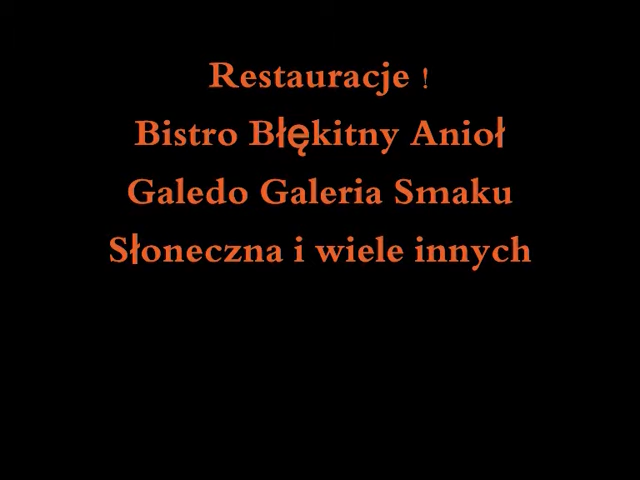 Restauracje !
Bistro Błękitny Anioł
Galedo Galeria Smaku
Słoneczna i wiele innych